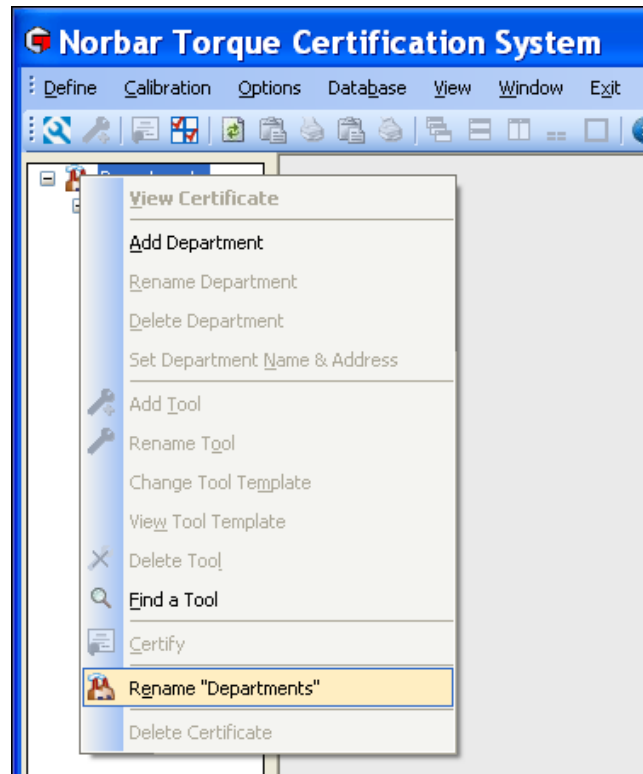 Norbar Torque Certification System
Define Calibration Options Database View Window Exit
View Certificate
Add Department
Rename Department
Delete Department
Set Department Name & Address
Add Tool
Rename Tool
Change Tool Template
View Tool Template
Delete Tool
Find a Tool
Certify
Rename "Departments"
Delete Certificate